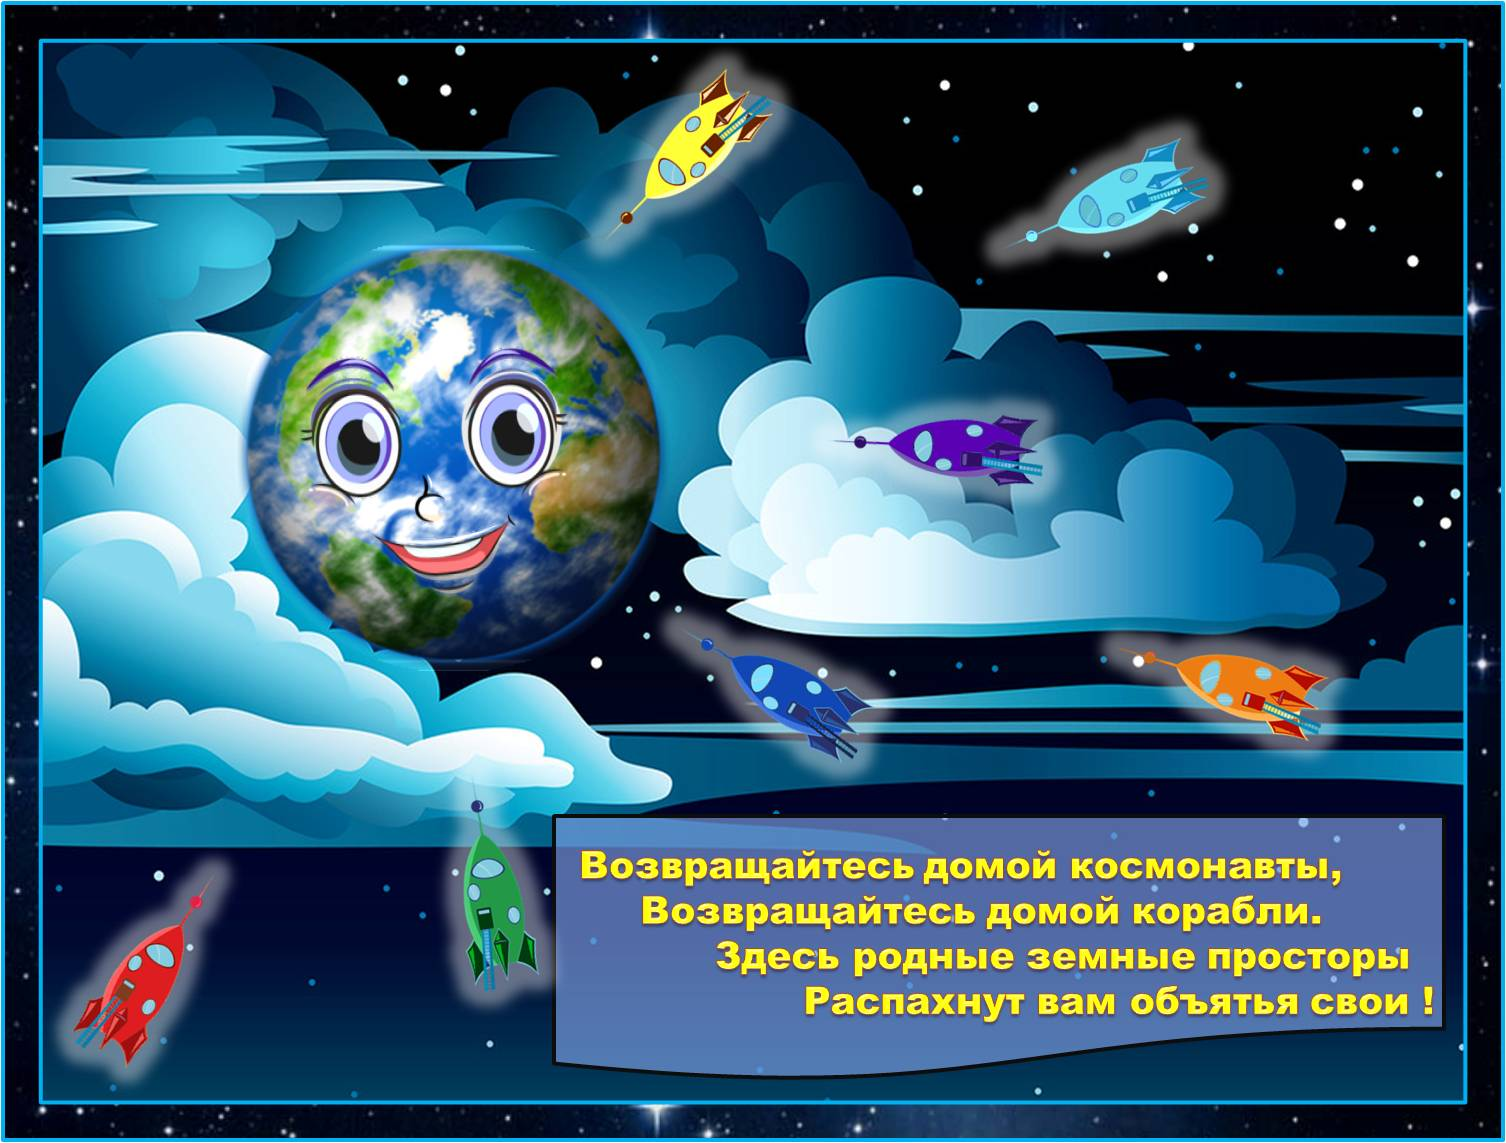 Возвращайтесь домой космонавты,
Возвращайтесь домой корабли.
Здесь родные земные просторы
Распахнут вам объятья свои !